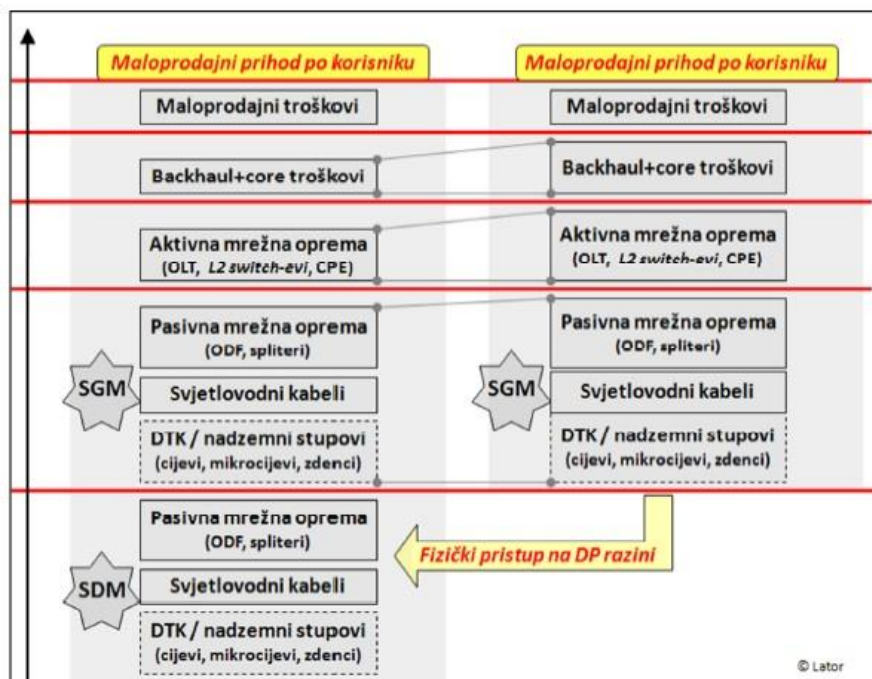 Maloprodajni prihod po korisniku
Maloprodajni troškovi
Backhaul+core troškovi
Aktivna mrežna oprema
(OLT, L2 switch-evi, CPE)
Pasivna mrežna oprema
(ODF, spliteri)
SGM
Svjetlovodni kabeli
DTK / nadzemni stupovi
(cijevi, mikrocijevi, zdenci)
Pasivna mrežna oprema
(ODF, spliteri)
SDM
Svjetlovodni kabeli
DTK / nadzemni stupovi
(cijevi, mikrocijevi, zdenci)
Maloprodajni prihod po korisniku
Maloprodajni troškovi
Backhaul+core troškovi
Aktivna mrežna oprema
(OLT, L2 switch-evi, CPE)
Pasivna mrežna oprema
(ODF, spliteri)
SGM
Svjetlovodni kabeli
DTK / nadzemni stupovi
(cijevi, mikrocijevi, zdenci)
Fizički pristup na DP razini
© Lator